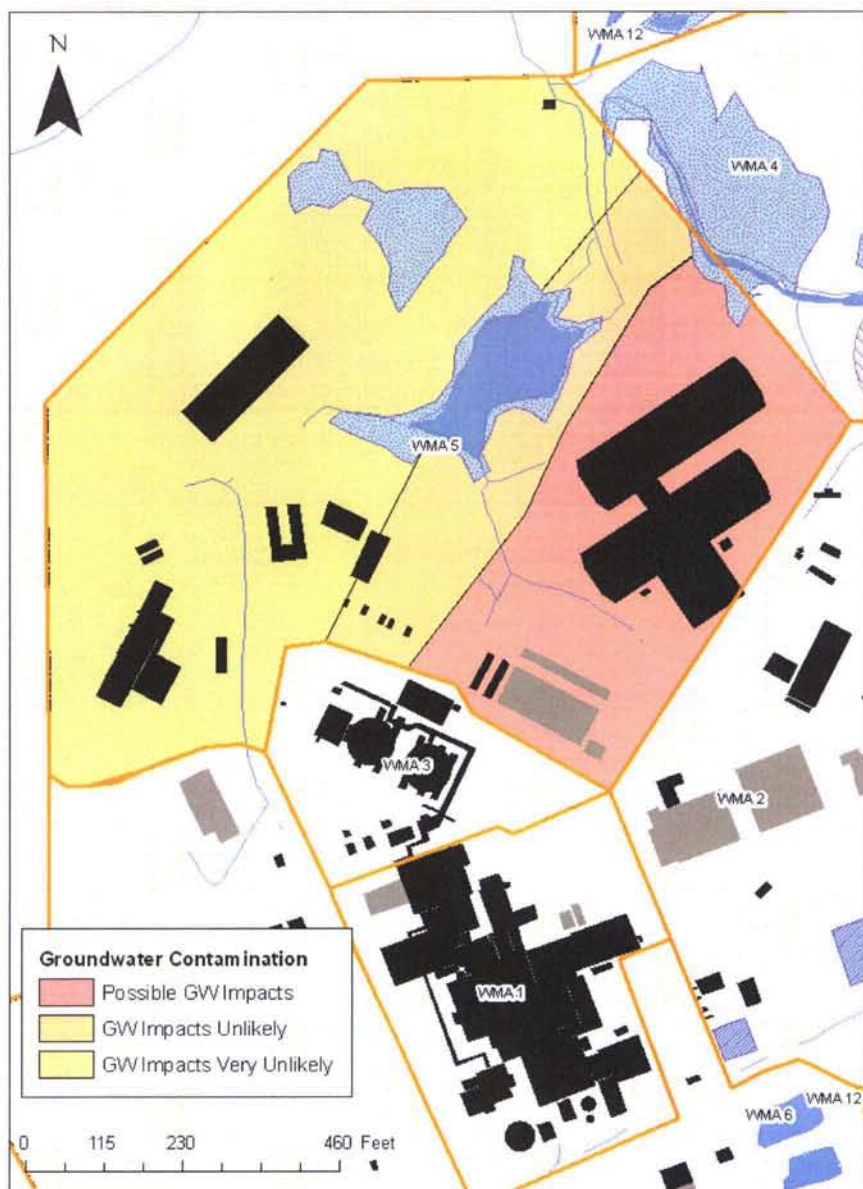 WMA 12
N
WMA 4
WMA 5
WMA 3
WMA 2
WMA 1
Groundwater Contamination
Possible GW Impacts
GW Impacts Unlikely
GW Impacts Very Unlikely
WMA 12
WMA 6
0 115 230 460 Feet